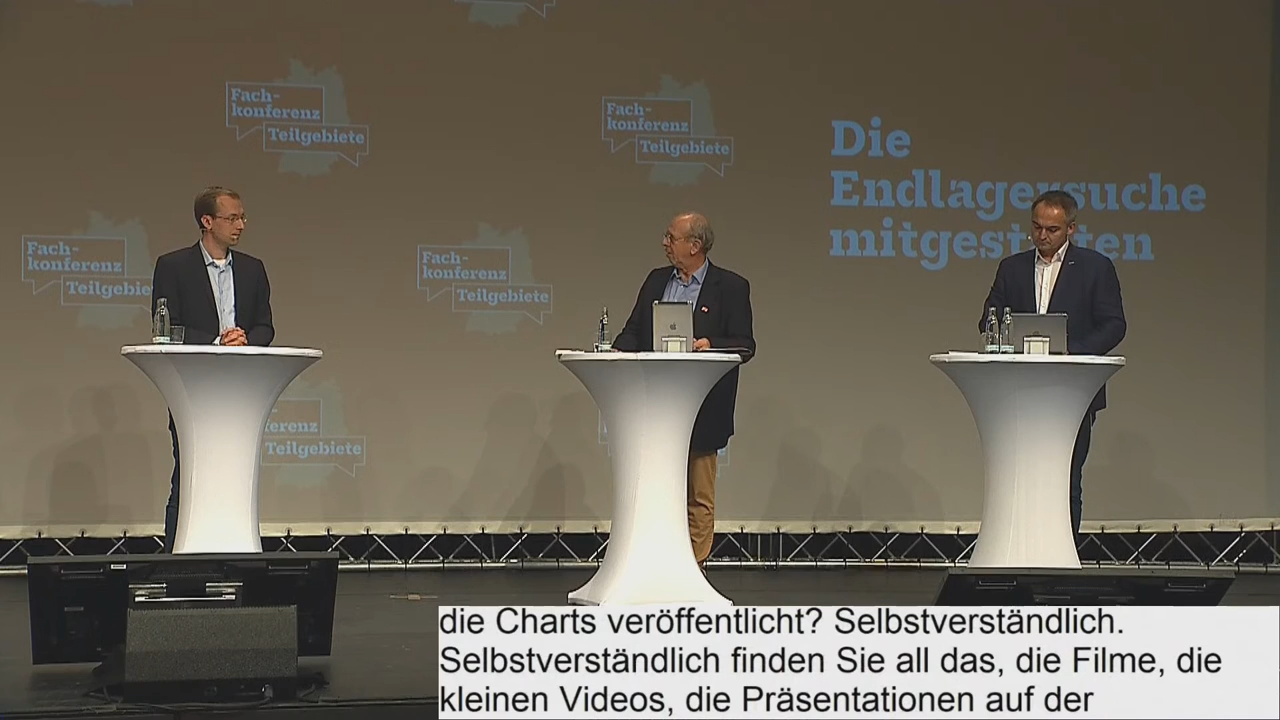 Fach-
konferenz
Teilgebiete
Fach-
konferenz
Teilgebiete
Die
Endlagersuche
mitgestalten
Fach-
konferenz
Teilgebiete
Fach-
konferenz
Teilgebiete
ferenz
Teilgebiete
die Charts veröffentlicht? Selbstverständlich.
Selbstverständlich finden Sie all das, die Filme, die
kleinen Videos, die Präsentationen auf der